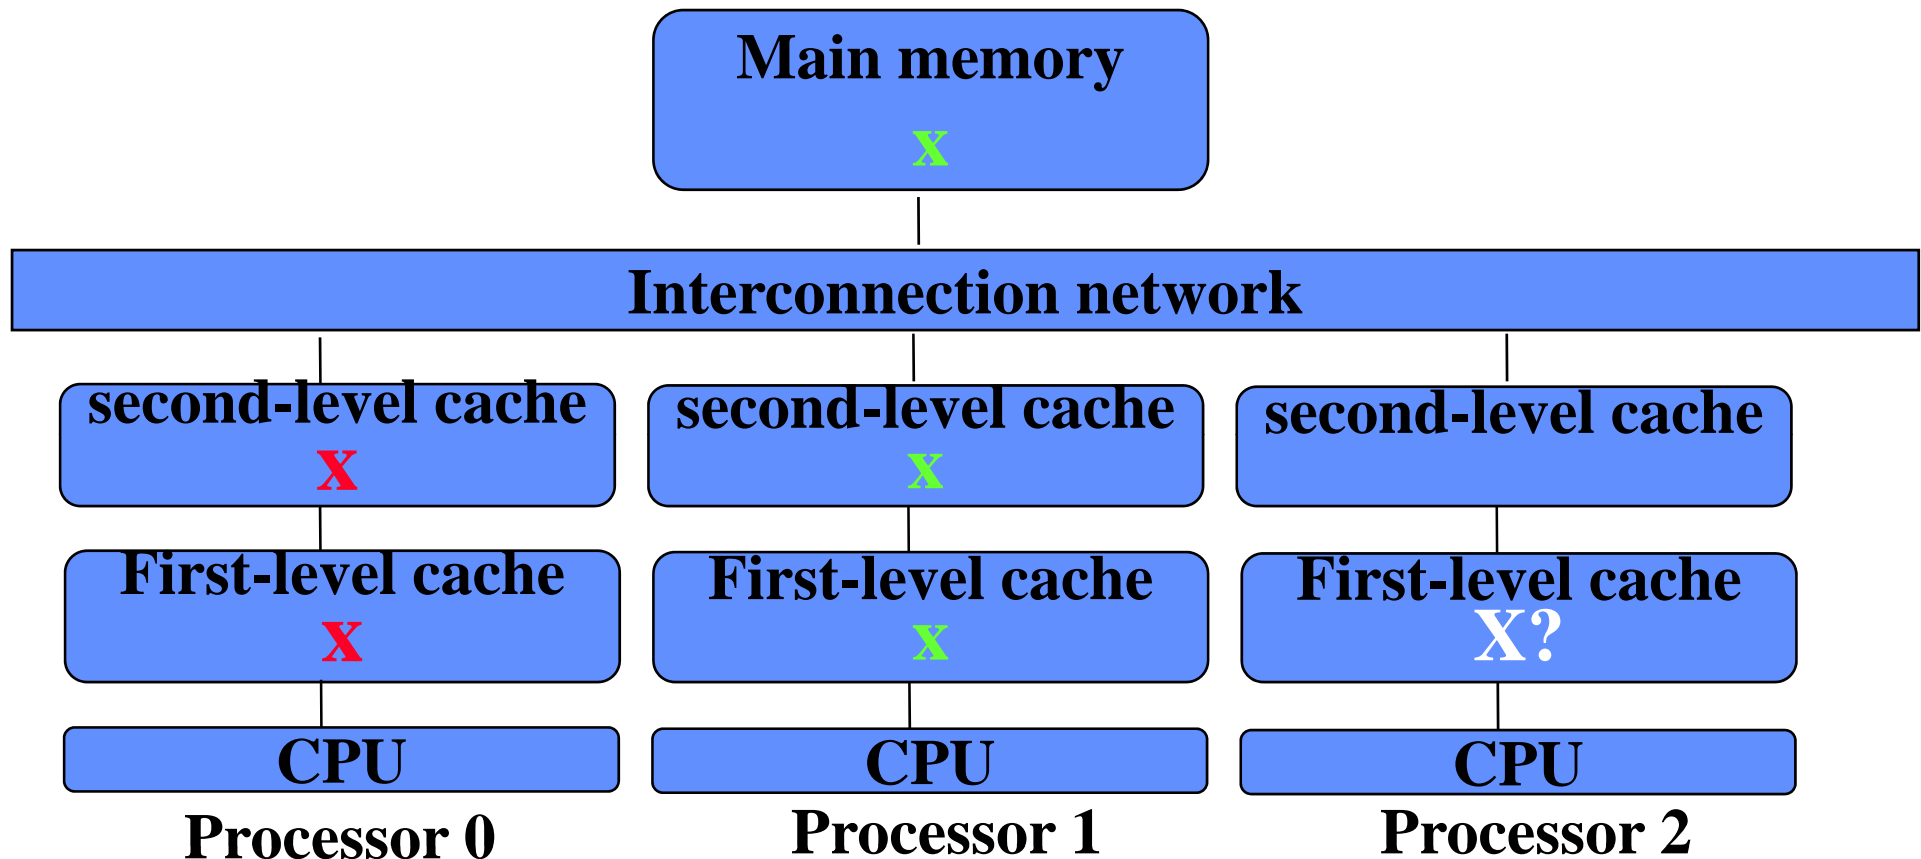 Main memory
x
Interconnection network
second-level cache
x
second-level cache
x
second-level cache
First-level cache
x
First-level cache
x
First-level cache
X?
CPU
CPU
CPU
Processor 0
Processor 1
Processor 2